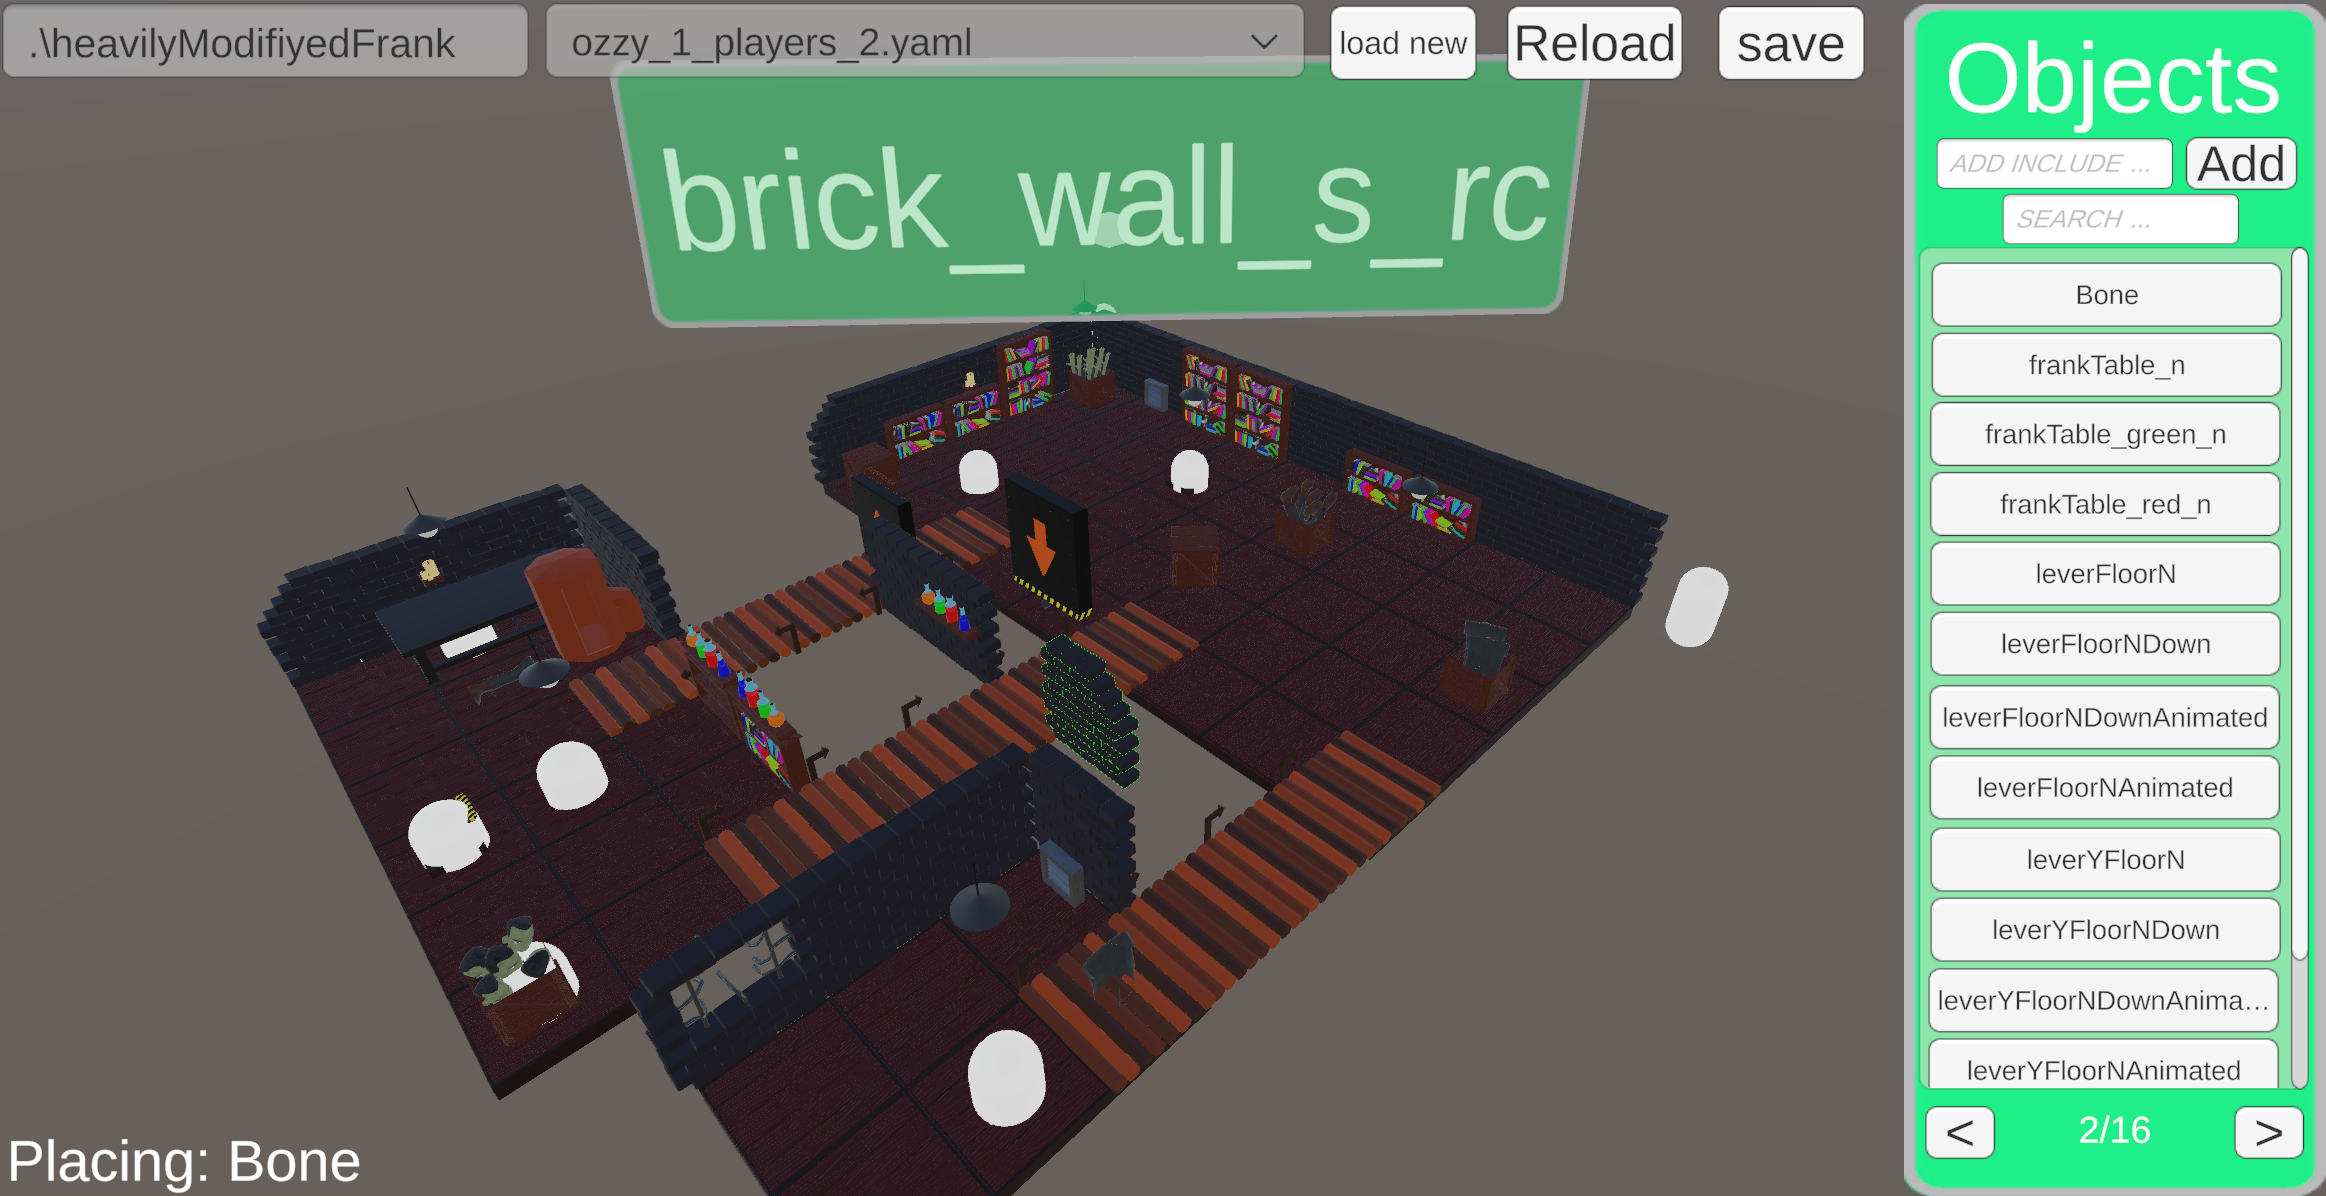 .\heavilyModifiyedFrank
ozzy_1_players_2.yaml
load new
Reload
save
brick_wall_s_rc
Objects
ADD INCLUDE ...
Add
SEARCH ...
Bone
frankTable_n
frankTable_green_n
frankTable_red_n
leverFloorN
leverFloorNDown
leverFloorNDownAnimated
leverFloorNAnimated
leverYFloorN
leverYFloorNDown
leverYFloorNDownAnima...
leverYFloorNAnimated
<
2/16
>
Placing: Bone